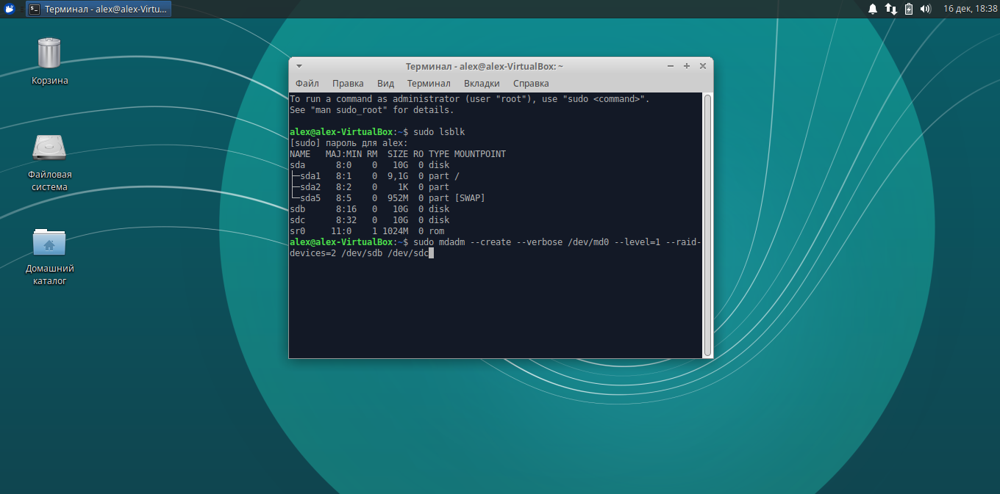 Терминал - alex@alex-Virtu...
16 дек, 18:38
Корзина
Файловая
система
Домашний
каталог
Терминал - alex@alex-VirtualBox: ~
Файл Правка Вид Терминал Вкладки Справка
To run a command as administrator (user "root"), use "sudo <command>".
See "man sudo_root" for details.
alex@alex-VirtualBox:~$ sudo lsblk
[sudo] пароль для alex:
NAME   MAJ:MIN RM  SIZE RO TYPE MOUNTPOINT
sda      8:0    0   10G  0 disk
├─sda1   8:1    0  9,1G  0 part /
├─sda2   8:2    0    1K  0 part
└─sda5   8:5    0  952M  0 part [SWAP]
sdb      8:16   0   10G  0 disk
sdc      8:32   0   10G  0 disk
sr0     11:0    1 1024M  0 rom
alex@alex-VirtualBox:~$ sudo mdadm --create --verbose /dev/md0 --level=1 --raid-
devices=2 /dev/sdb /dev/sdc